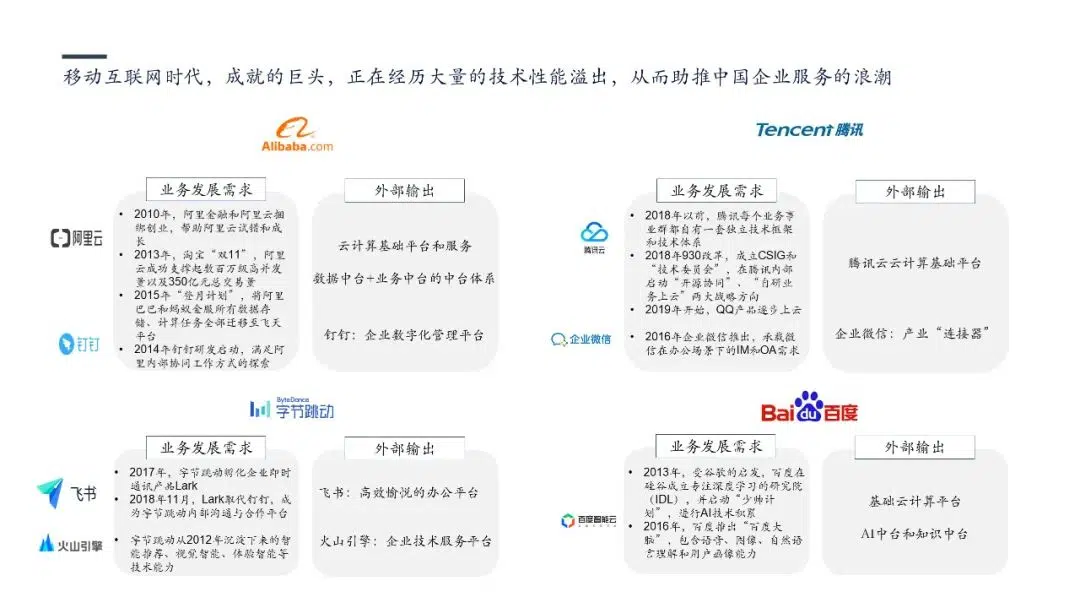 移动互联网时代，成就的巨头，正在经历大量的技术性能溢出，从而助推中国企业服务的浪潮
Alibaba.com
业务发展需求
外部输出
阿里云
钉钉
• 2010年，阿里金融和阿里云捆
绑创业，帮助阿里云试错和成
长
• 2013年，淘宝“双11”，阿里
云成功支撑起数百万级高并发
量以及350亿元总交易量
• 2015年“登月计划”，将阿里
巴巴和蚂蚁金服所有数据存
储、计算任务全部迁移至飞天
平台
• 2014年钉钉研发启动，满足阿
里内部协同工作方式的探索
云计算基础平台和服务
数据中台+业务中台的中台体系
钉钉：企业数字化管理平台
Tencent 腾讯
业务发展需求
外部输出
腾讯云
企业微信
• 2018年以前，腾讯每个业务事
业群都自有一套独立技术框架
和技术体系
• 2018年930改革，成立CSIG和
“技术委员会”，在腾讯内部
启动“开源协同”、“自研业
务上云”两大战略方向
• 2019年开始，QQ产品逐步上云
• 2016年企业微信推出，承载微
信在办公场景下的IM和OA需求
腾讯云云计算基础平台
企业微信：产业“连接器”
ByteDance
字节跳动
业务发展需求
外部输出
飞书
火山引擎
• 2017年，字节跳动孵化企业即时
通讯产品Lark
• 2018年11月，Lark取代钉钉，成
为字节跳动内部沟通与合作平台
• 字节跳动从2012年沉淀下来的智
能推荐、视觉智能、体验智能等
技术能力
飞书：高效愉悦的办公平台
火山引擎：企业技术服务平台
Baidu百度
业务发展需求
外部输出
百度智能云
• 2013年，受谷歌的启发，百度在
硅谷成立专注深度学习的研究院
（IDL），并启动“少帅计
划”，进行AI技术积累
• 2016年，百度推出“百度大
脑”，包含语音、图像、自然语
言理解和用户画像能力
基础云计算平台
AI中台和知识中台